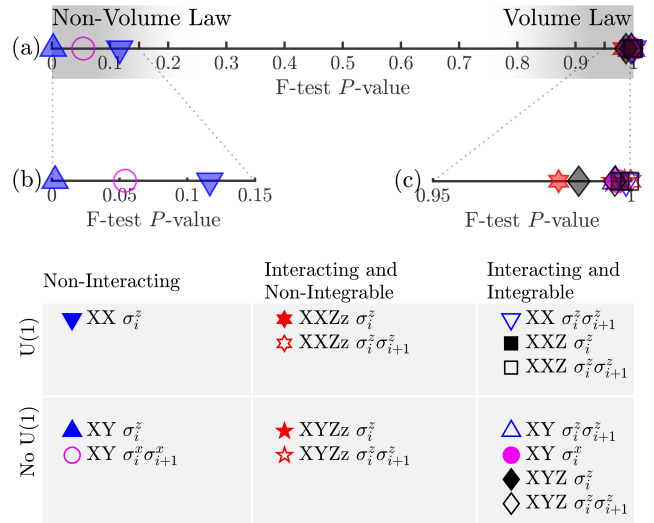 Non-Volume Law Volume Law
(a)
0 0.1 0.2 0.3 0.4 0.5 0.6 0.7 0.8 0.9 1
F-test P-value
(b) (c)
0 0.05 0.15 0.95 1
F-test P-value F-test P-value
Non-Interacting
Interacting and
Non-Integrable
Interacting and
Integrable
U(1)
XX σ_i^z
XXZz σ_i^z
XXZz σ_i^z σ_{i+1}^z
XX σ_i^z σ_{i+1}^z
XXZ σ_i^z
XXZ σ_i^z σ_{i+1}^z
No U(1)
XY σ_i^z
XY σ_i^x σ_{i+1}^x
XYZz σ_i^z
XYZz σ_i^z σ_{i+1}^z
XY σ_i^z σ_{i+1}^z
XY σ_i^x
XYZ σ_i^z
XYZ σ_i^z σ_{i+1}^z